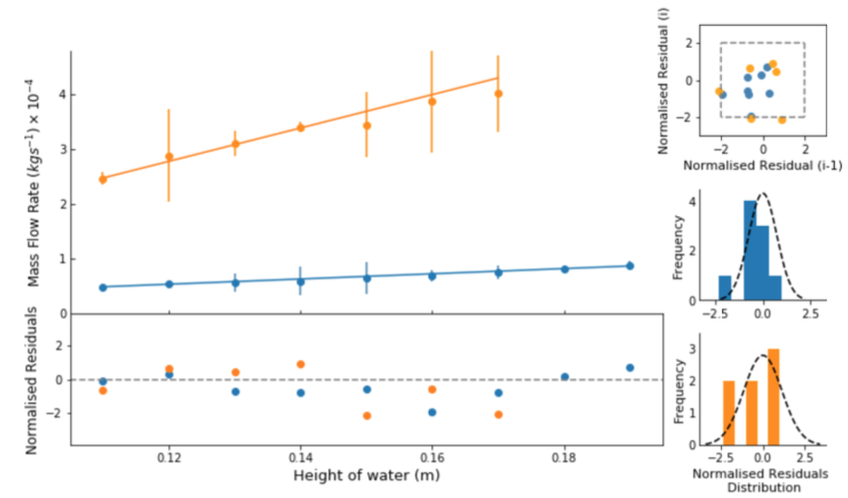 Mass Flow Rate (kgs⁻¹) × 10⁻⁴
4
3
2
1
0
Normalised Residuals
2
0
−2
0.12 0.14 0.16 0.18
Height of water (m)
Normalised Residual (i)
2
0
−2
−2 0 2
Normalised Residual (i-1)
Frequency
4
2
0
−2.5 0.0 2.5
Frequency
3
2
1
0
−2.5 0.0 2.5
Normalised Residuals
Distribution